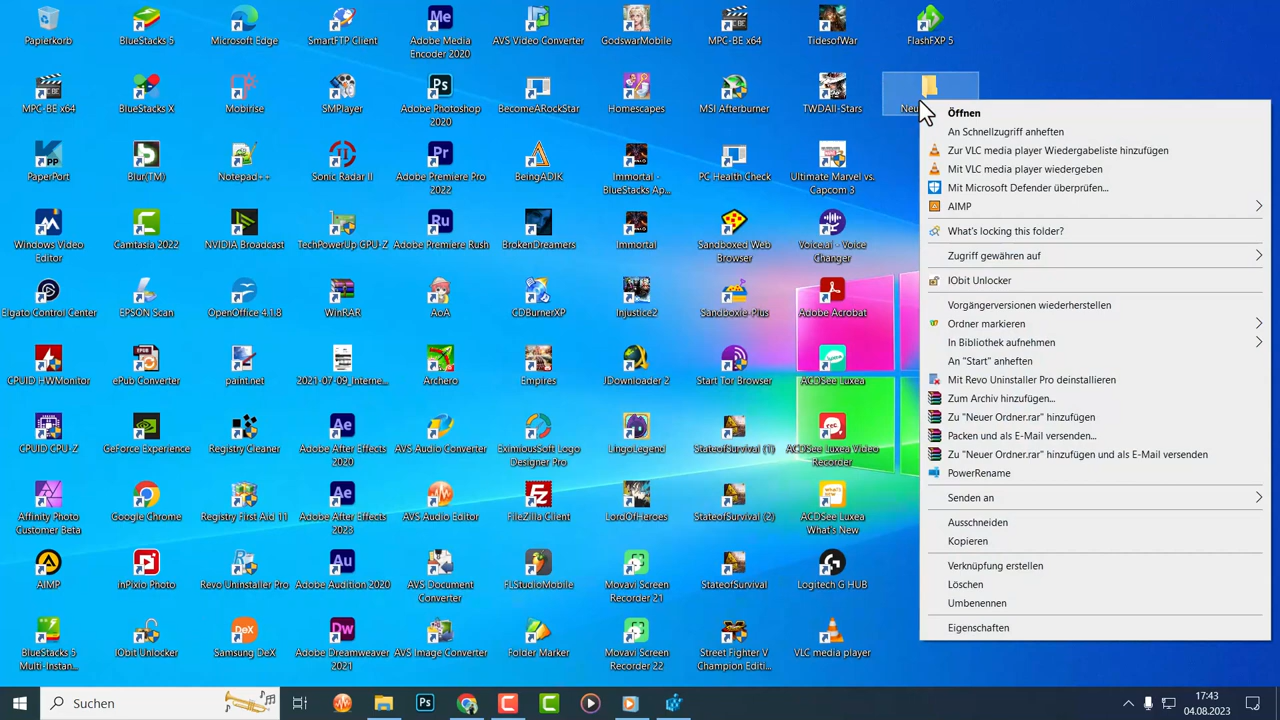 Papierkorb
BlueStacks 5
Microsoft Edge
SmartFTP Client
Adobe Media
Encoder 2020
AVS Video Converter
GodswarMobile
MPC-BE x64
TidesofWar
FlashFXP 5
MPC-BE x64
BlueStacks X
Mobirise
SMPlayer
Adobe Photoshop
2020
BecomeARockStar
Homescapes
MSI Afterburner
TWDAll-Stars
PaperPort
Blur(TM)
Notepad++
Sonic Radar II
Adobe Premiere Pro
2022
BeingADIK
Immortal -
BlueStacks Ap...
PC Health Check
Ultimate Marvel vs.
Capcom 3
Windows Video
Editor
Camtasia 2022
NVIDIA Broadcast
TechPowerUp GPU-Z
Adobe Premiere Rush
BrokenDreamers
Immortal
Sandboxed Web
Browser
Voice.ai - Voice
Changer
Elgato Control Center
EPSON Scan
OpenOffice 4.1.8
WinRAR
AoA
CDBurnerXP
Injustice2
Sandboxie-Plus
Adobe Acrobat
CPUID HWMonitor
ePub Converter
paint.net
2021-07-09_Interne...
Archero
Empires
JDownloader 2
Start Tor Browser
ACDSee Luxea
CPUID CPU-Z
GeForce Experience
Registry Cleaner
Adobe After Effects
2020
AVS Audio Converter
EximiousSoft Logo
Designer Pro
LingoLegend
StateofSurvival (1)
ACDSee Luxea Video
Recorder
Affinity Photo
Customer Beta
Google Chrome
Registry First Aid 11
Adobe After Effects
2023
AVS Audio Editor
FileZilla Client
LordOfHeroes
StateofSurvival (2)
ACDSee Luxea
What's New
AIMP
InPixio Photo
Revo Uninstaller Pro
Adobe Audition 2020
AVS Document
Converter
FLStudioMobile
Movavi Screen
Recorder 21
StateofSurvival
Logitech G HUB
BlueStacks 5
Multi-Instan...
IObit Unlocker
Samsung DeX
Adobe Dreamweaver
2021
AVS Image Converter
Folder Marker
Movavi Screen
Recorder 22
Street Fighter V
Champion Editi...
VLC media player
Öffnen
An Schnellzugriff anheften
Zur VLC media player Wiedergabeliste hinzufügen
Mit VLC media player wiedergeben
Mit Microsoft Defender überprüfen...
AIMP
What's locking this folder?
Zugriff gewähren auf
IObit Unlocker
Vorgängerversionen wiederherstellen
Ordner markieren
In Bibliothek aufnehmen
An "Start" anheften
Mit Revo Uninstaller Pro deinstallieren
Zum Archiv hinzufügen...
Zu "Neuer Ordner.rar" hinzufügen
Packen und als E-Mail versenden...
Zu "Neuer Ordner.rar" hinzufügen und als E-Mail versenden
PowerRename
Senden an
Ausschneiden
Kopieren
Verknüpfung erstellen
Löschen
Umbenennen
Eigenschaften
Suchen
17:43
04.08.2023